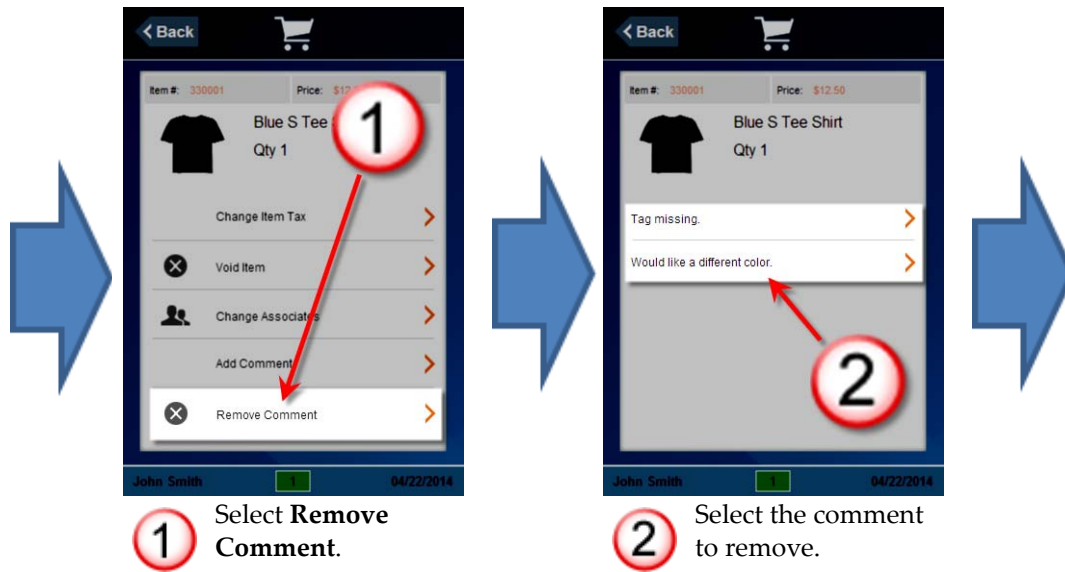 Back
Item #: 330001 Price: $12
Blue S Tee
1
Qty 1
Change Item Tax
Void Item
Change Associates
Add Comment
Remove Comment
John Smith 1 04/22/2014
1 Select Remove
Comment.
Back
Item #: 330001 Price: $12.50
Blue S Tee Shirt
Qty 1
Tag missing.
Would like a different color.
2
John Smith 1 04/22/2014
2 Select the comment
to remove.